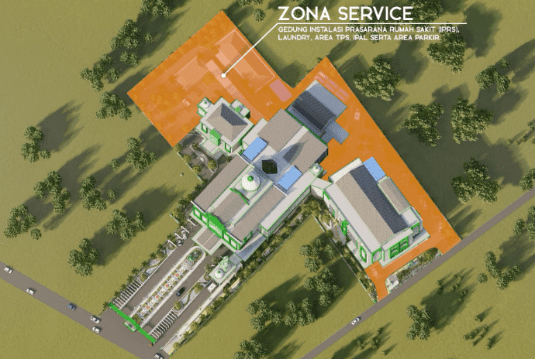 ZONA SERVICE
GEDUNG INSTALASI PRASARANA RUMAH SAKIT (IPRS),
LAUNDRY, AREA TPS, IPAL SERTA AREA PARKIR